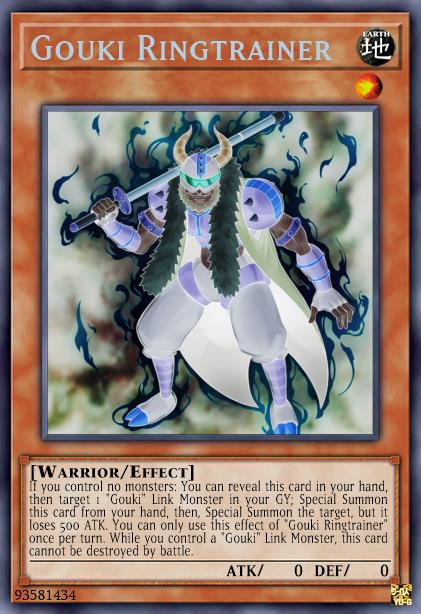 Gouki Ringtrainer
EARTH
地
[Warrior/Effect]
If you control no monsters: You can reveal this card in your hand,
then target 1 "Gouki" Link Monster in your GY; Special Summon
this card from your hand, then, Special Summon the target, but it
loses 500 ATK. You can only use this effect of "Gouki Ringtrainer"
once per turn. While you control a "Gouki" Link Monster, this card
cannot be destroyed by battle.
ATK/ 0 DEF/ 0
93581434